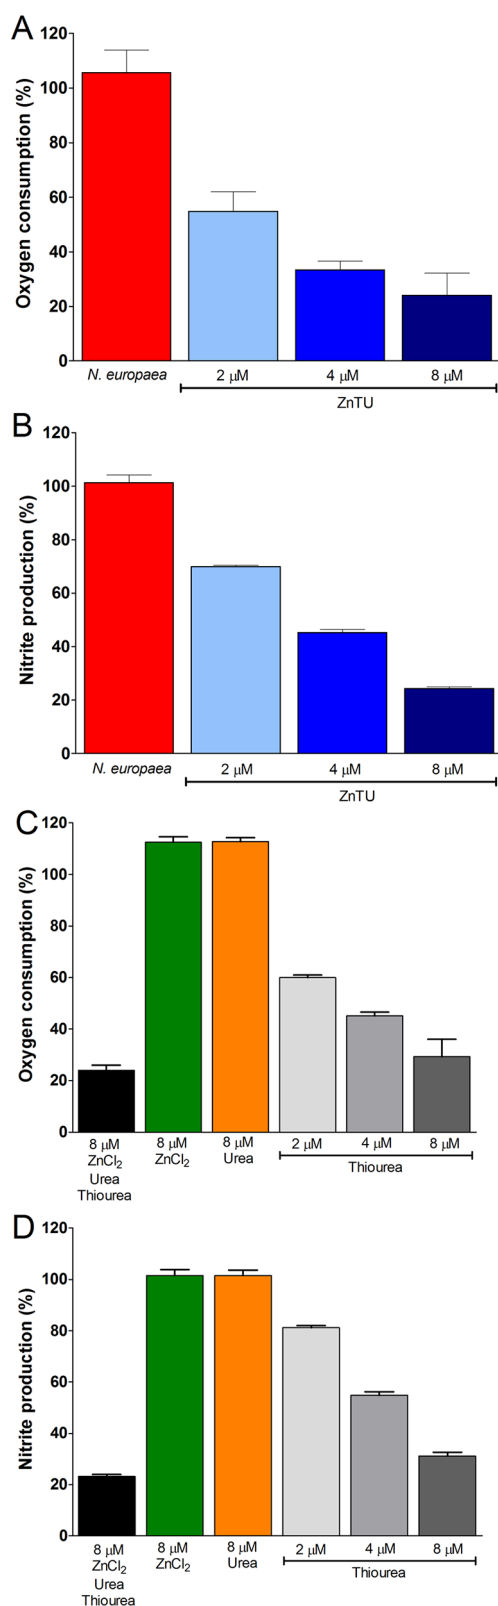 A
Oxygen consumption (%)
120
100
80
60
40
20
0
N. europaea
2 μM
4 μM
8 μM
ZnTU
B
Nitrite production (%)
120
100
80
60
40
20
0
N. europaea
2 μM
4 μM
8 μM
ZnTU
C
Oxygen consumption (%)
120
100
80
60
40
20
0
8 μM
ZnCl₂
Urea
Thiourea
8 μM
ZnCl₂
8 μM
Urea
2 μM
4 μM
8 μM
Thiourea
D
Nitrite production (%)
120
100
80
60
40
20
0
8 μM
ZnCl₂
Urea
Thiourea
8 μM
ZnCl₂
8 μM
Urea
2 μM
4 μM
8 μM
Thiourea